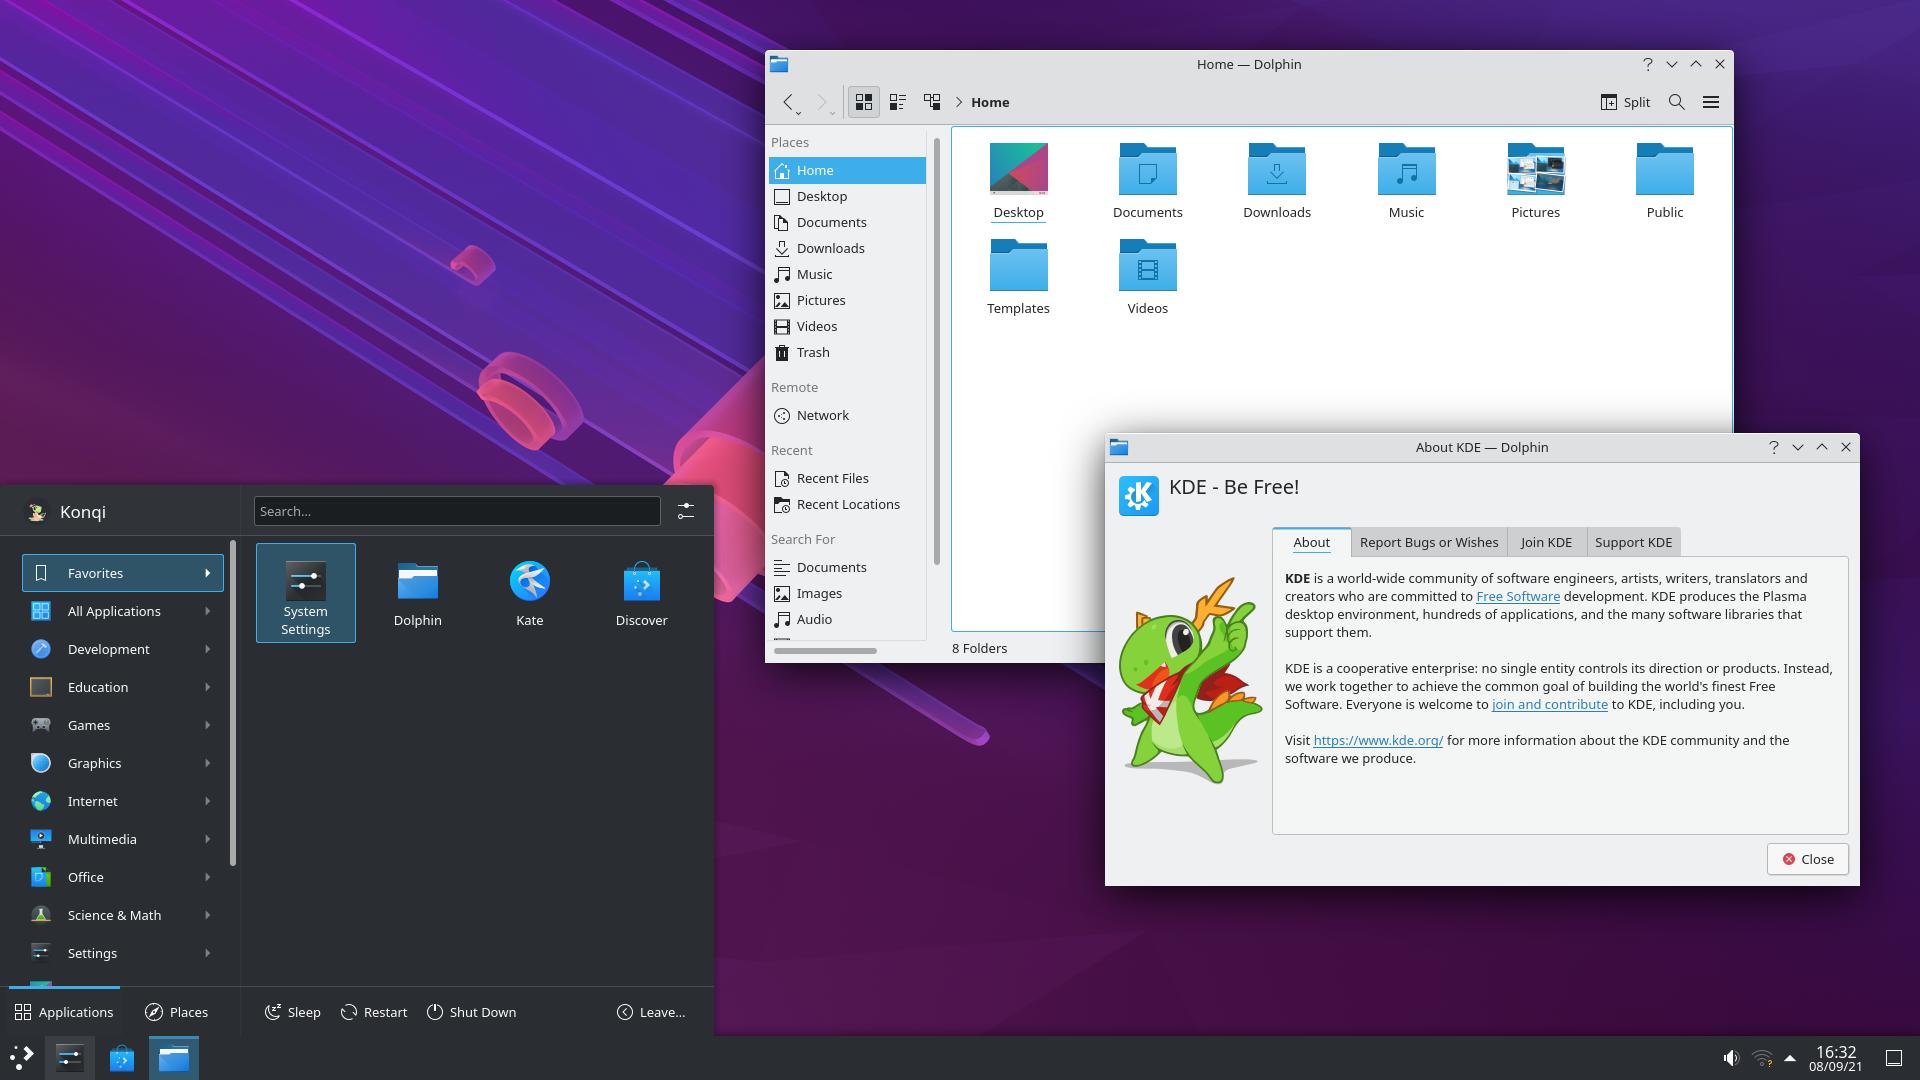 Home — Dolphin
Home
Split
Places
Home
Desktop
Documents
Downloads
Music
Pictures
Videos
Trash
Remote
Network
Recent
Recent Files
Recent Locations
Search For
Documents
Images
Audio
Desktop
Documents
Downloads
Music
Pictures
Public
Templates
Videos
8 Folders
About KDE — Dolphin
KDE - Be Free!
About
Report Bugs or Wishes
Join KDE
Support KDE
KDE is a world-wide community of software engineers, artists, writers, translators and
creators who are committed to Free Software development. KDE produces the Plasma
desktop environment, hundreds of applications, and the many software libraries that
support them.
KDE is a cooperative enterprise: no single entity controls its direction or products. Instead,
we work together to achieve the common goal of building the world's finest Free
Software. Everyone is welcome to join and contribute to KDE, including you.
Visit https://www.kde.org/ for more information about the KDE community and the
software we produce.
Close
Konqi
Search...
Favorites
All Applications
Development
Education
Games
Graphics
Internet
Multimedia
Office
Science & Math
Settings
System
Settings
Dolphin
Kate
Discover
Applications
Places
Sleep
Restart
Shut Down
Leave...
16:32
08/09/21